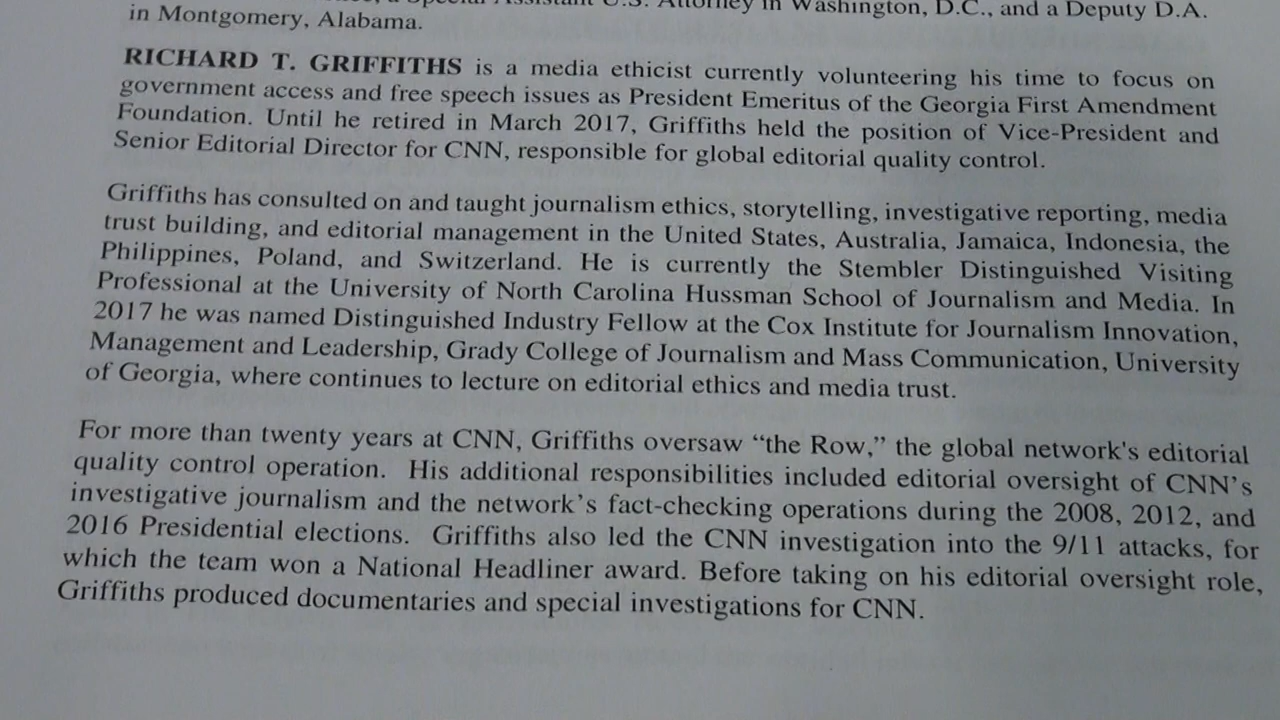 a Special Assistant U.S. Attorney in Washington, D.C., and a Deputy D.A.
in Montgomery, Alabama.
RICHARD T. GRIFFITHS is a media ethicist currently volunteering his time to focus on
government access and free speech issues as President Emeritus of the Georgia First Amendment
Foundation. Until he retired in March 2017, Griffiths held the position of Vice-President and
Senior Editorial Director for CNN, responsible for global editorial quality control.
Griffiths has consulted on and taught journalism ethics, storytelling, investigative reporting, media
trust building, and editorial management in the United States, Australia, Jamaica, Indonesia, the
Philippines, Poland, and Switzerland. He is currently the Stembler Distinguished Visiting
Professional at the University of North Carolina Hussman School of Journalism and Media. In
2017 he was named Distinguished Industry Fellow at the Cox Institute for Journalism Innovation,
Management and Leadership, Grady College of Journalism and Mass Communication, University
of Georgia, where continues to lecture on editorial ethics and media trust.
For more than twenty years at CNN, Griffiths oversaw “the Row,” the global network's editorial
quality control operation. His additional responsibilities included editorial oversight of CNN’s
investigative journalism and the network’s fact-checking operations during the 2008, 2012, and
2016 Presidential elections. Griffiths also led the CNN investigation into the 9/11 attacks, for
which the team won a National Headliner award. Before taking on his editorial oversight role,
Griffiths produced documentaries and special investigations for CNN.